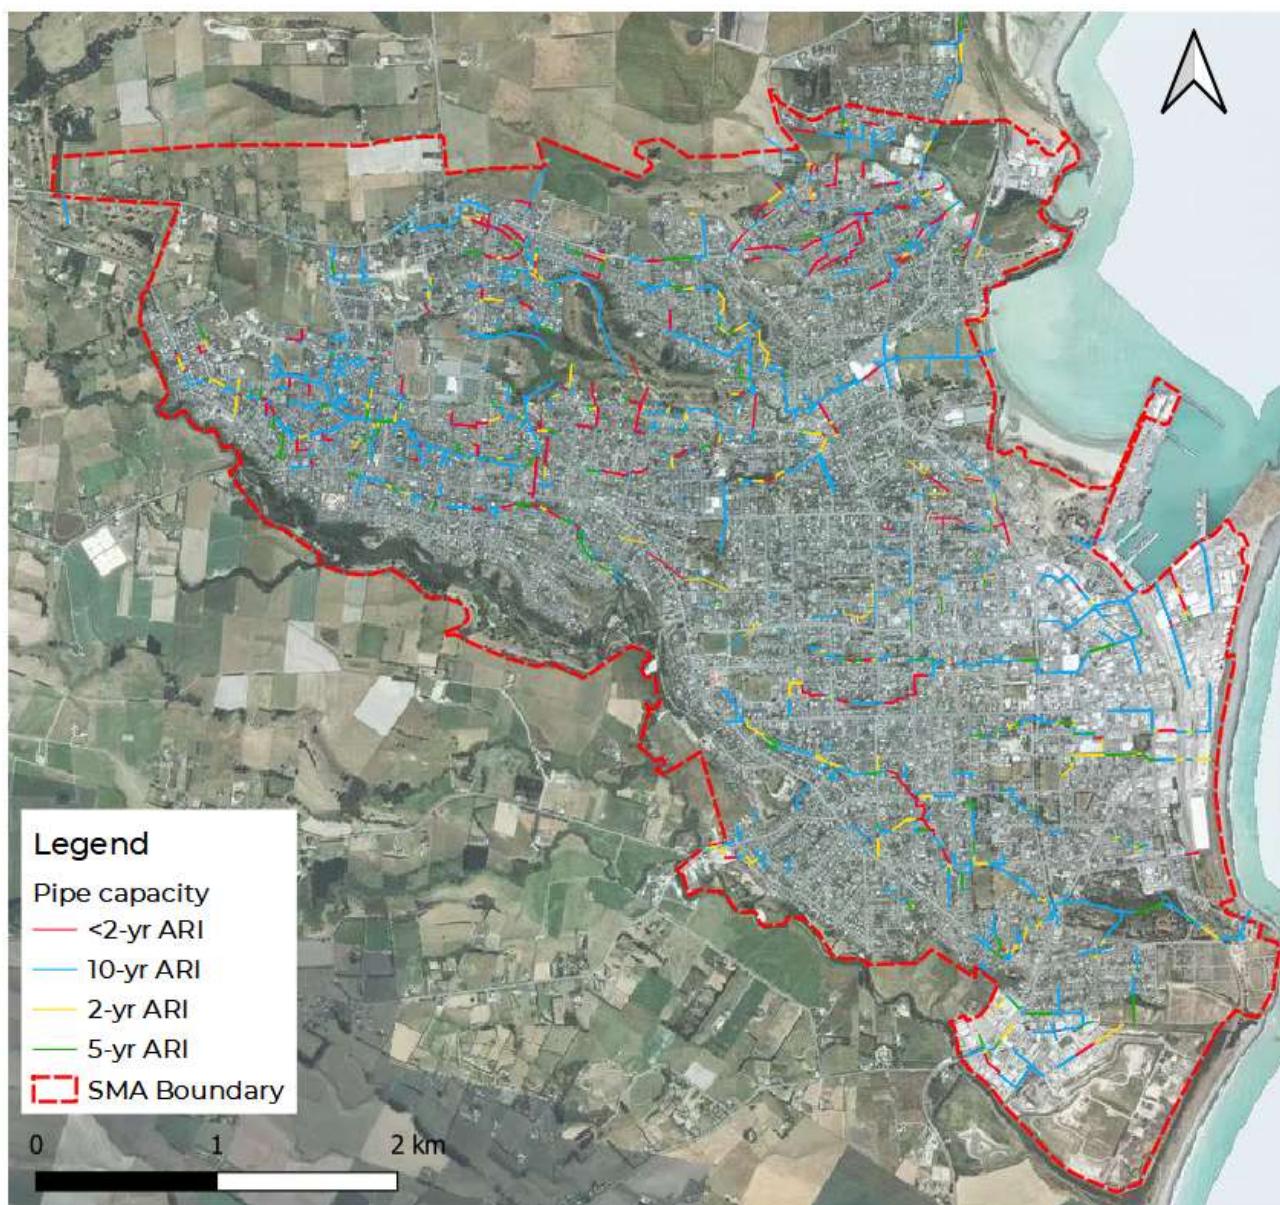 Legend
Pipe capacity
<2-yr ARI
10-yr ARI
2-yr ARI
5-yr ARI
SMA Boundary
0 1 2 km